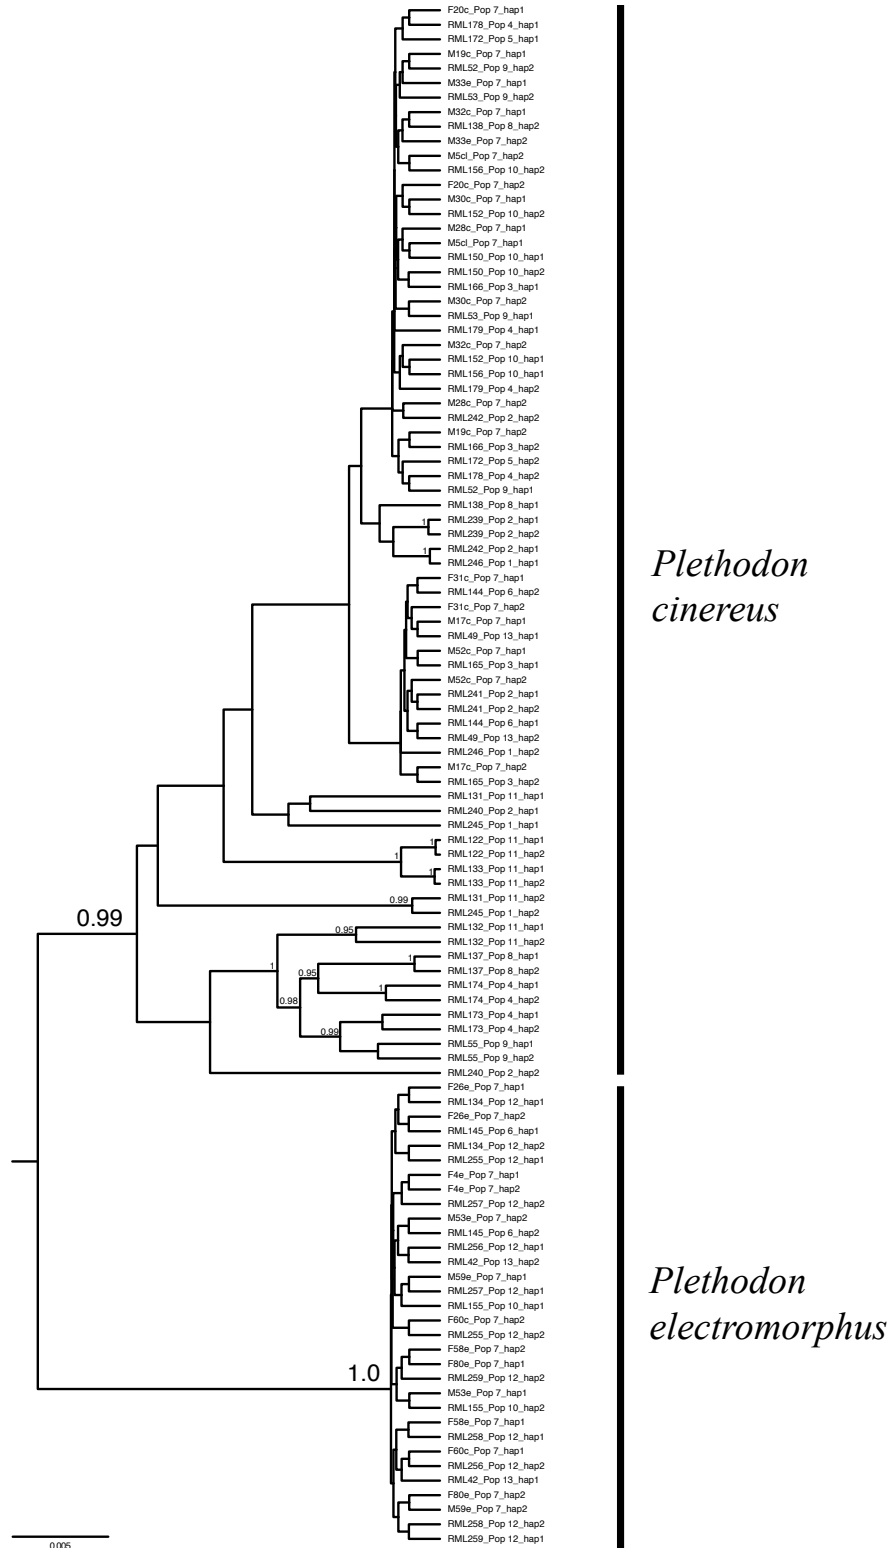 F20c_Pop 7_hap1
RML178_Pop 4_hap1
RML172_Pop 5_hap1
M19c_Pop 7_hap1
RML52_Pop 9_hap2
M33e_Pop 7_hap1
RML53_Pop 9_hap2
M32c_Pop 7_hap1
RML138_Pop 8_hap2
M33e_Pop 7_hap2
M5cl_Pop 7_hap2
RML156_Pop 10_hap2
F20c_Pop 7_hap2
M30c_Pop 7_hap1
RML152_Pop 10_hap2
M28c_Pop 7_hap1
M5cl_Pop 7_hap1
RML150_Pop 10_hap1
RML150_Pop 10_hap2
RML166_Pop 3_hap1
M30c_Pop 7_hap2
RML53_Pop 9_hap1
RML179_Pop 4_hap1
M32c_Pop 7_hap2
RML152_Pop 10_hap1
RML156_Pop 10_hap1
RML179_Pop 4_hap2
M28c_Pop 7_hap2
RML242_Pop 2_hap2
M19c_Pop 7_hap2
RML166_Pop 3_hap2
RML172_Pop 5_hap2
RML178_Pop 4_hap2
RML52_Pop 9_hap1
RML138_Pop 8_hap1
1
RML239_Pop 2_hap1
RML239_Pop 2_hap2
1
RML242_Pop 2_hap1
RML246_Pop 1_hap1
F31c_Pop 7_hap1
RML144_Pop 6_hap2
F31c_Pop 7_hap2
M17c_Pop 7_hap1
RML49_Pop 13_hap1
M52c_Pop 7_hap1
RML165_Pop 3_hap1
M52c_Pop 7_hap2
RML241_Pop 2_hap1
RML241_Pop 2_hap2
RML144_Pop 6_hap1
RML49_Pop 13_hap2
RML246_Pop 1_hap2
M17c_Pop 7_hap2
RML165_Pop 3_hap2
RML131_Pop 11_hap1
RML240_Pop 2_hap1
RML245_Pop 1_hap1
1
RML122_Pop 11_hap1
RML122_Pop 11_hap2
1
1
RML133_Pop 11_hap1
RML133_Pop 11_hap2
0.99
RML131_Pop 11_hap2
RML245_Pop 1_hap2
0.99
0.95
RML132_Pop 11_hap1
RML132_Pop 11_hap2
1
1
RML137_Pop 8_hap1
RML137_Pop 8_hap2
0.95
1
RML174_Pop 4_hap1
RML174_Pop 4_hap2
0.98
RML173_Pop 4_hap1
RML173_Pop 4_hap2
0.99
RML55_Pop 9_hap1
RML55_Pop 9_hap2
RML240_Pop 2_hap2
Plethodon
cinereus
F26e_Pop 7_hap1
RML134_Pop 12_hap1
F26e_Pop 7_hap2
RML145_Pop 6_hap1
RML134_Pop 12_hap2
RML255_Pop 12_hap1
F4e_Pop 7_hap1
F4e_Pop 7_hap2
RML257_Pop 12_hap2
M53e_Pop 7_hap2
RML145_Pop 6_hap2
RML256_Pop 12_hap1
RML42_Pop 13_hap2
M59e_Pop 7_hap1
RML257_Pop 12_hap1
RML155_Pop 10_hap1
F60c_Pop 7_hap2
RML255_Pop 12_hap2
F58e_Pop 7_hap2
F80e_Pop 7_hap1
1.0
RML259_Pop 12_hap2
M53e_Pop 7_hap1
RML155_Pop 10_hap2
F58e_Pop 7_hap1
RML258_Pop 12_hap1
F60c_Pop 7_hap1
RML256_Pop 12_hap2
RML42_Pop 13_hap1
F80e_Pop 7_hap2
M59e_Pop 7_hap2
RML258_Pop 12_hap2
RML259_Pop 12_hap1
Plethodon
electromorphus
0.005